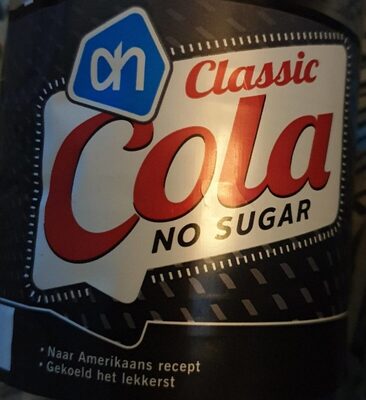 ah
Classic
Cola
NO SUGAR
• Naar Amerikaans recept
• Gekoeld het lekkerst